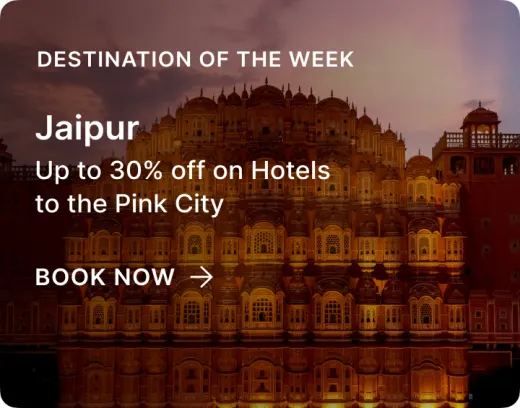 DESTINATION OF THE WEEK
Jaipur
Up to 30% off on Hotels
to the Pink City
BOOK NOW →